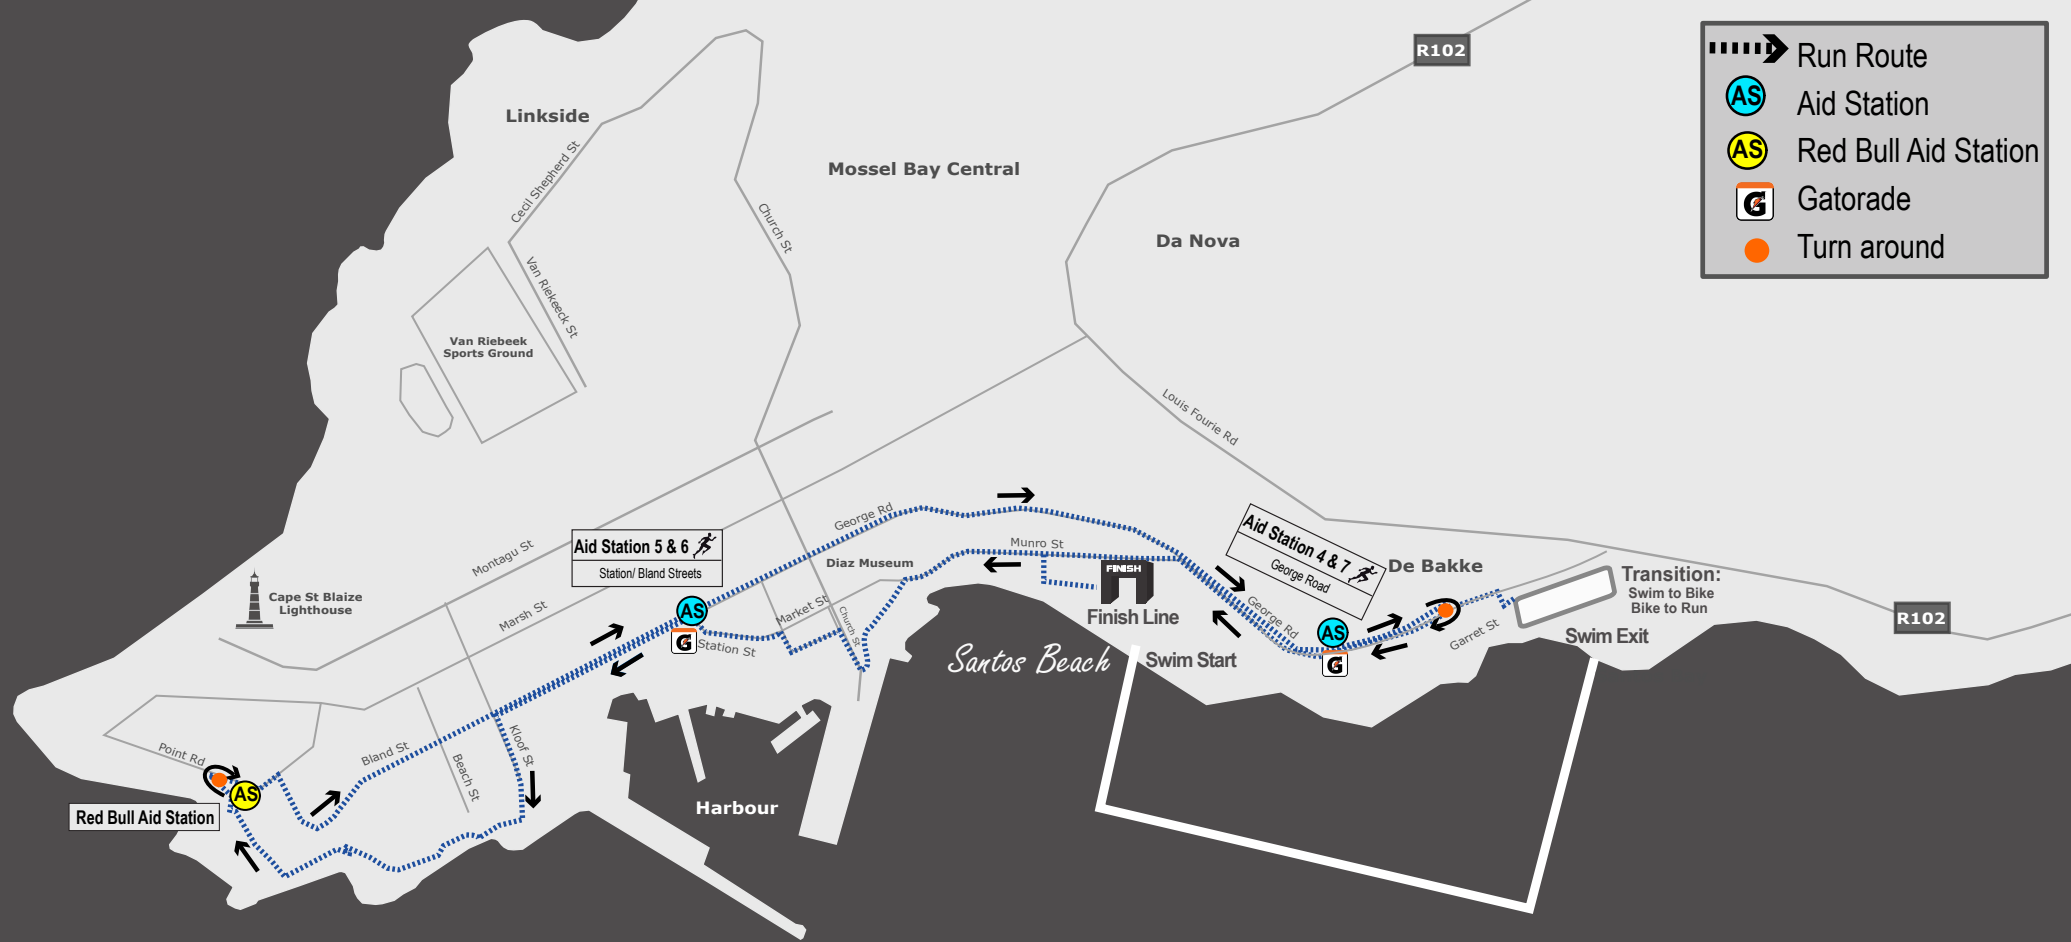 R102
Run Route
AS
Aid Station
AS
Red Bull Aid Station
G
Gatorade
Turn around
Linkside
Mossel Bay Central
Da Nova
Cecil Shepherd St
Church St
Van Riekeeck St
Van Riebeek
Sports Ground
Louis Fourie Rd
George Rd
Montagu St
Aid Station 5 & 6
Station/ Bland Streets
Munro St
Diaz Museum
FINISH
Finish Line
Aid Station 4 & 7
George Road
De Bakke
Transition:
Swim to Bike
Bike to Run
R102
Cape St Blaize
Lighthouse
Marsh St
AS
G
Market St
Church St
Station St
George Rd
AS
G
Garret St
Swim Exit
Santos Beach
Swim Start
Point Rd
Bland St
Kloof St
Beach St
AS
Red Bull Aid Station
Harbour